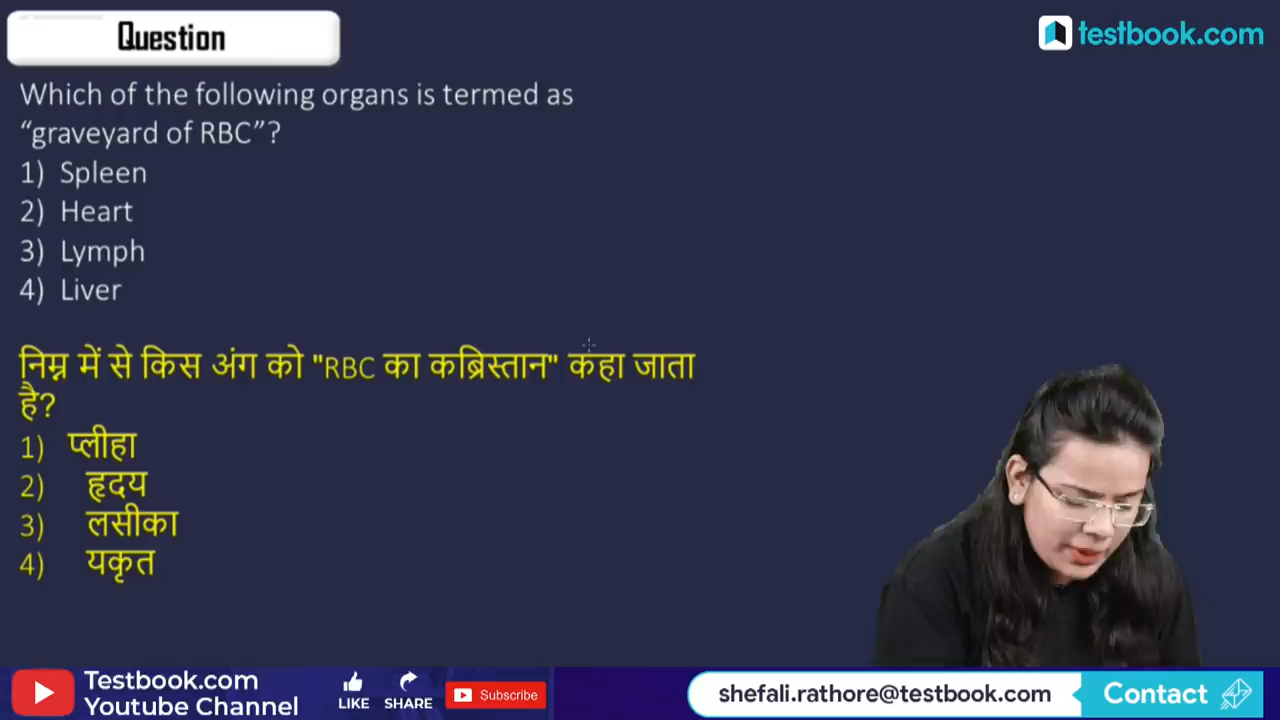 Question
testbook.com
Which of the following organs is termed as
“graveyard of RBC”?
1) Spleen
2) Heart
3) Lymph
4) Liver
निम्न में से किस अंग को "RBC का कब्रिस्तान" कहा जाता
है?
1) प्लीहा
2) हृदय
3) लसीका
4) यकृत
Testbook.com
YouTube Channel
LIKE
SHARE
Subscribe
shefali.rathore@testbook.com
Contact